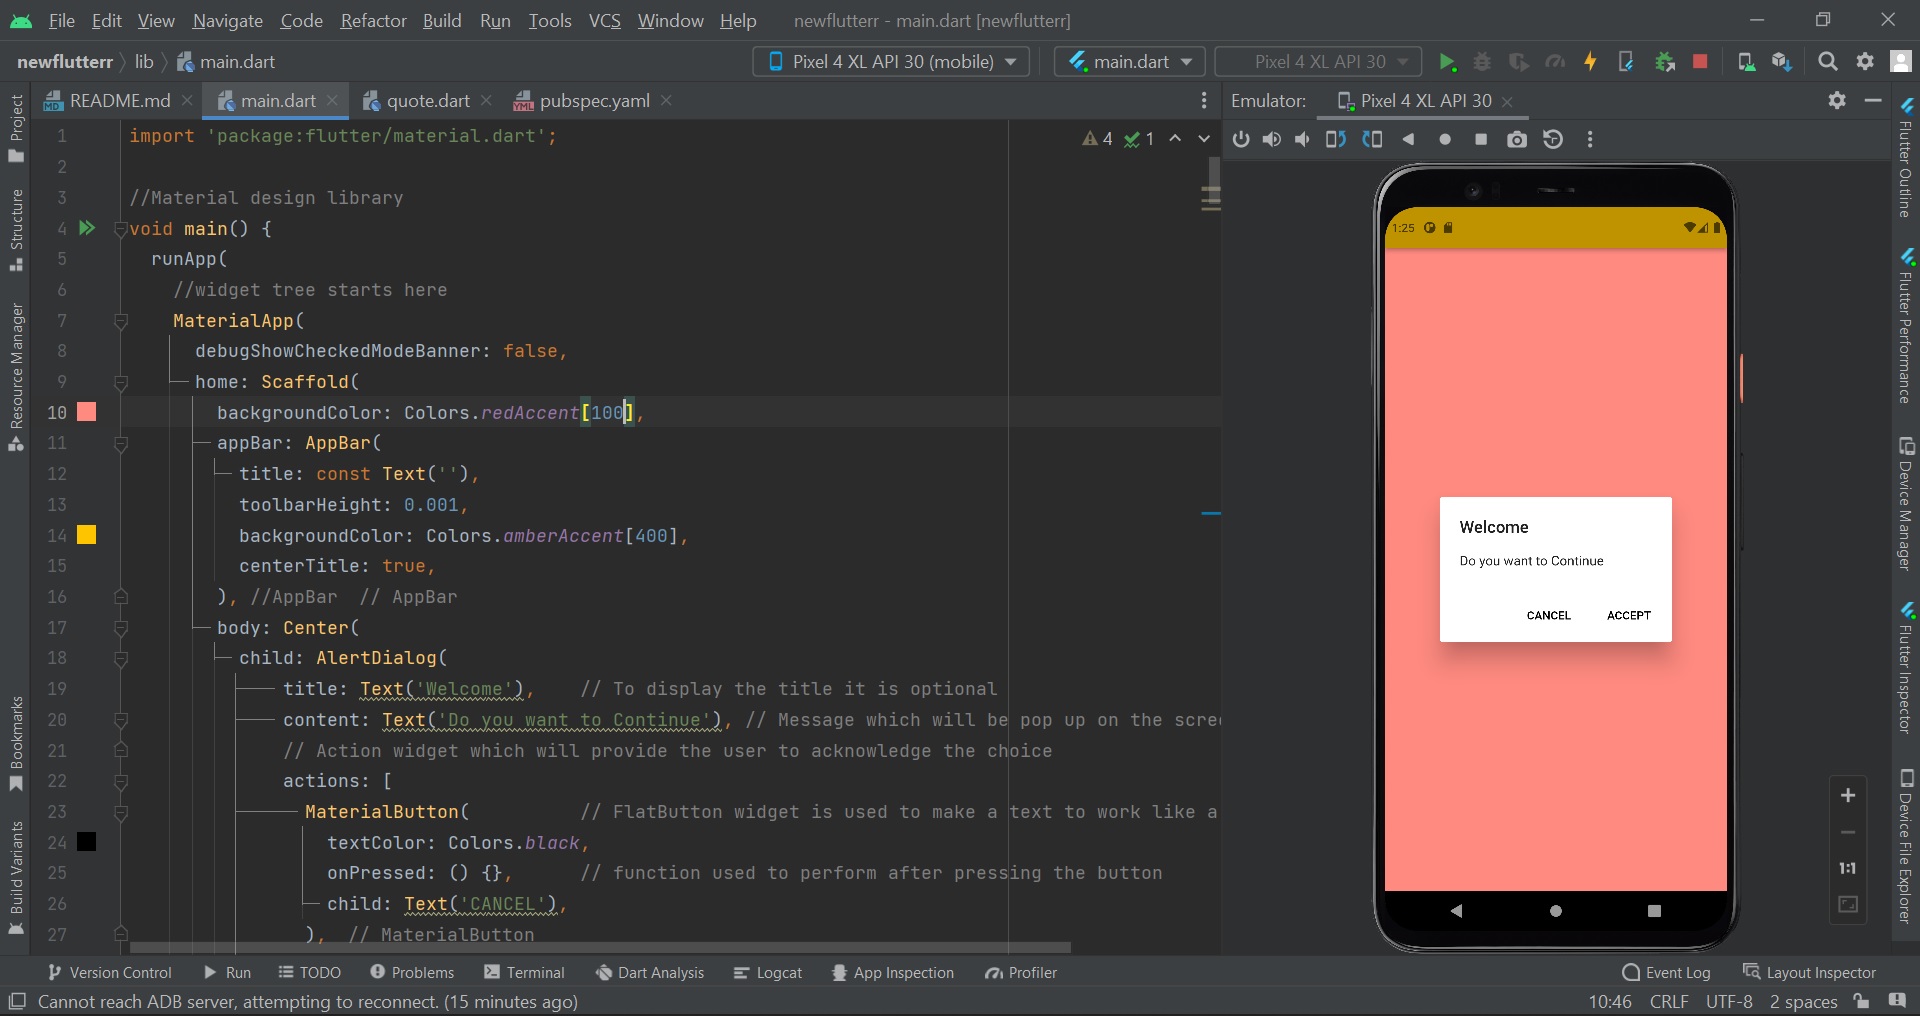 File Edit View Navigate Code Refactor Build Run Tools VCS Window Help newflutterr - main.dart [newflutterr]
newflutterr lib main.dart Pixel 4 XL API 30 (mobile) main.dart Pixel 4 XL API 30
README.md main.dart quote.dart pubspec.yaml Emulator: Pixel 4 XL API 30
1 import 'package:flutter/material.dart';
4 1
2
3 //Material design library
4 void main() {
5 runApp(
6 //widget tree starts here
7 MaterialApp(
8 debugShowCheckedModeBanner: false,
9 home: Scaffold(
10 backgroundColor: Colors.redAccent[100],
11 appBar: AppBar(
12 title: const Text(''),
13 toolbarHeight: 0.001,
14 backgroundColor: Colors.amberAccent[400],
15 centerTitle: true,
16 ), //AppBar // AppBar
17 body: Center(
18 child: AlertDialog(
19 title: Text('Welcome'), // To display the title it is optional
20 content: Text('Do you want to Continue'), // Message which will be pop up on the scre
21 // Action widget which will provide the user to acknowledge the choice
22 actions: [
23 MaterialButton( // FlatButton widget is used to make a text to work like a
24 textColor: Colors.black,
25 onPressed: () {}, // function used to perform after pressing the button
26 child: Text('CANCEL'),
27 ), // MaterialButton
1:25
Welcome
Do you want to Continue
CANCEL ACCEPT
1:1
Project
Structure
Resource Manager
Bookmarks
Build Variants
Flutter Outline
Flutter Performance
Device Manager
Flutter Inspector
Device File Explorer
Version Control Run TODO Problems Terminal Dart Analysis Logcat App Inspection Profiler Event Log Layout Inspector
Cannot reach ADB server, attempting to reconnect. (15 minutes ago) 10:46 CRLF UTF-8 2 spaces